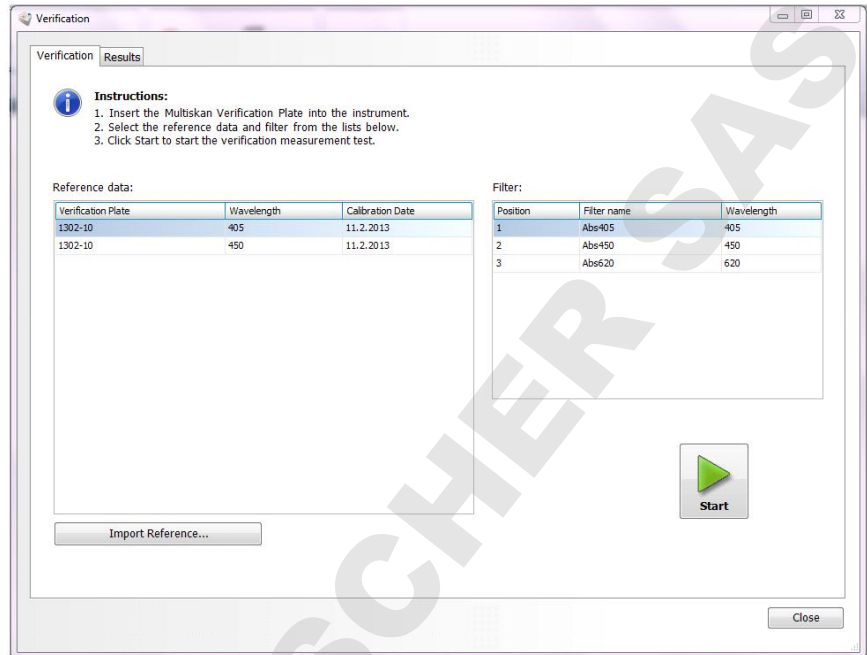 Verification
Verification Results
Instructions:
1. Insert the Multiskan Verification Plate into the instrument.
2. Select the reference data and filter from the lists below.
3. Click Start to start the verification measurement test.
Reference data:
Verification Plate Wavelength Calibration Date
1302-10 405 11.2.2013
1302-10 450 11.2.2013
Filter:
Position Filter name Wavelength
1 Abs405 405
2 Abs450 450
3 Abs620 620
Start
Import Reference...
Close
SCHER SAS